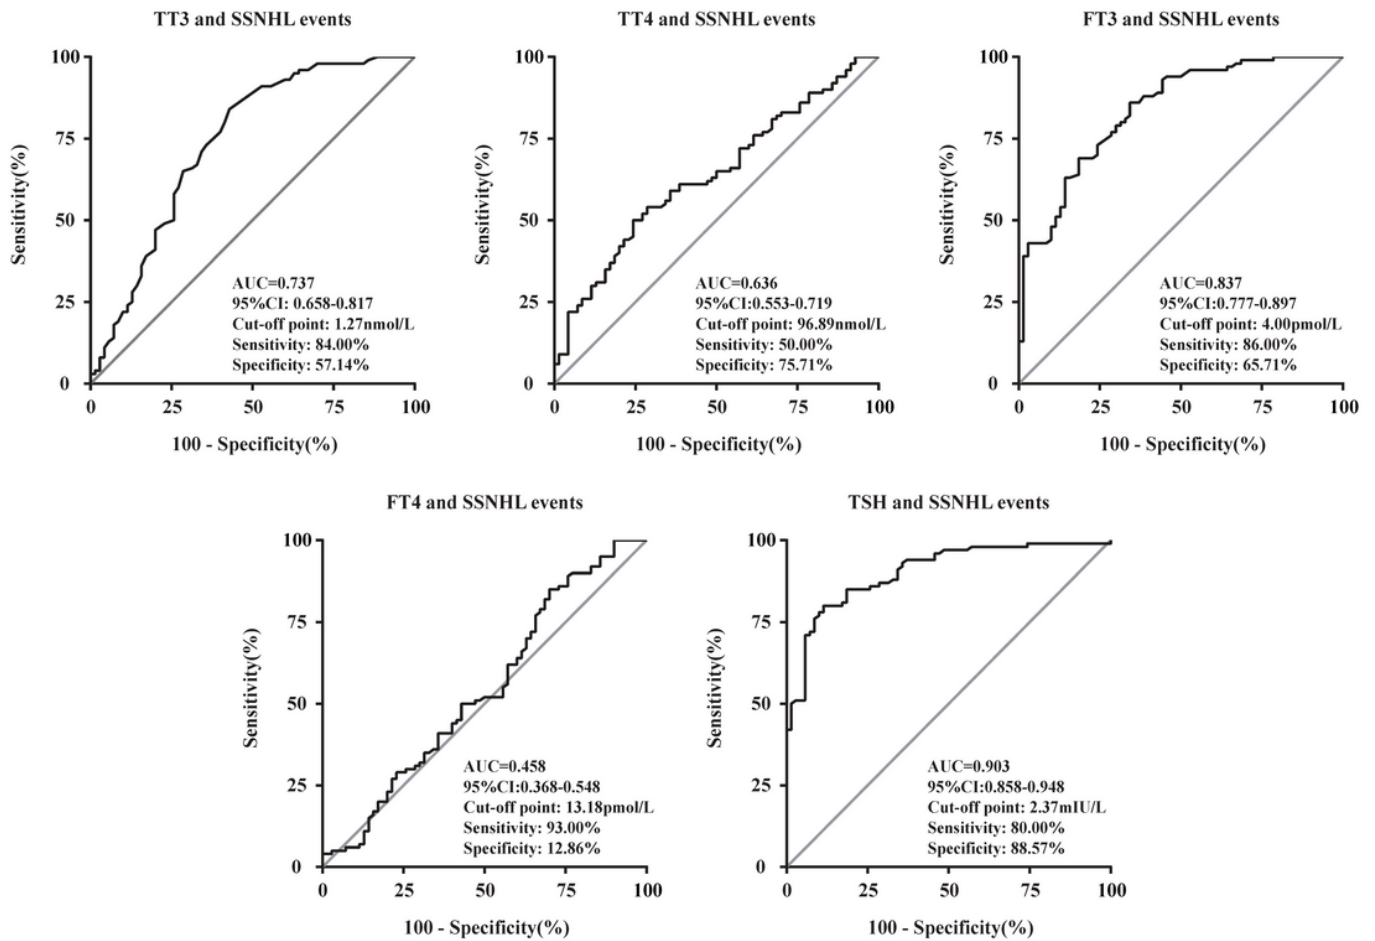 TT3 and SSNHL events
100
75
50
25
0
Sensitivity(%)
AUC=0.737
95%CI: 0.658-0.817
Cut-off point: 1.27nmol/L
Sensitivity: 84.00%
Specificity: 57.14%
0 25 50 75 100
100 - Specificity(%)
TT4 and SSNHL events
100
75
50
25
0
Sensitivity(%)
AUC=0.636
95%CI:0.553-0.719
Cut-off point: 96.89nmol/L
Sensitivity: 50.00%
Specificity: 75.71%
0 25 50 75 100
100 - Specificity(%)
FT3 and SSNHL events
100
75
50
25
0
Sensitivity(%)
AUC=0.837
95%CI:0.777-0.897
Cut-off point: 4.00pmol/L
Sensitivity: 86.00%
Specificity: 65.71%
0 25 50 75 100
100 - Specificity(%)
FT4 and SSNHL events
100
75
50
25
0
Sensitivity(%)
AUC=0.458
95%CI:0.368-0.548
Cut-off point: 13.18pmol/L
Sensitivity: 93.00%
Specificity: 12.86%
0 25 50 75 100
100 - Specificity(%)
TSH and SSNHL events
100
75
50
25
0
Sensitivity(%)
AUC=0.903
95%CI:0.858-0.948
Cut-off point: 2.37mIU/L
Sensitivity: 80.00%
Specificity: 88.57%
0 25 50 75 100
100 - Specificity(%)